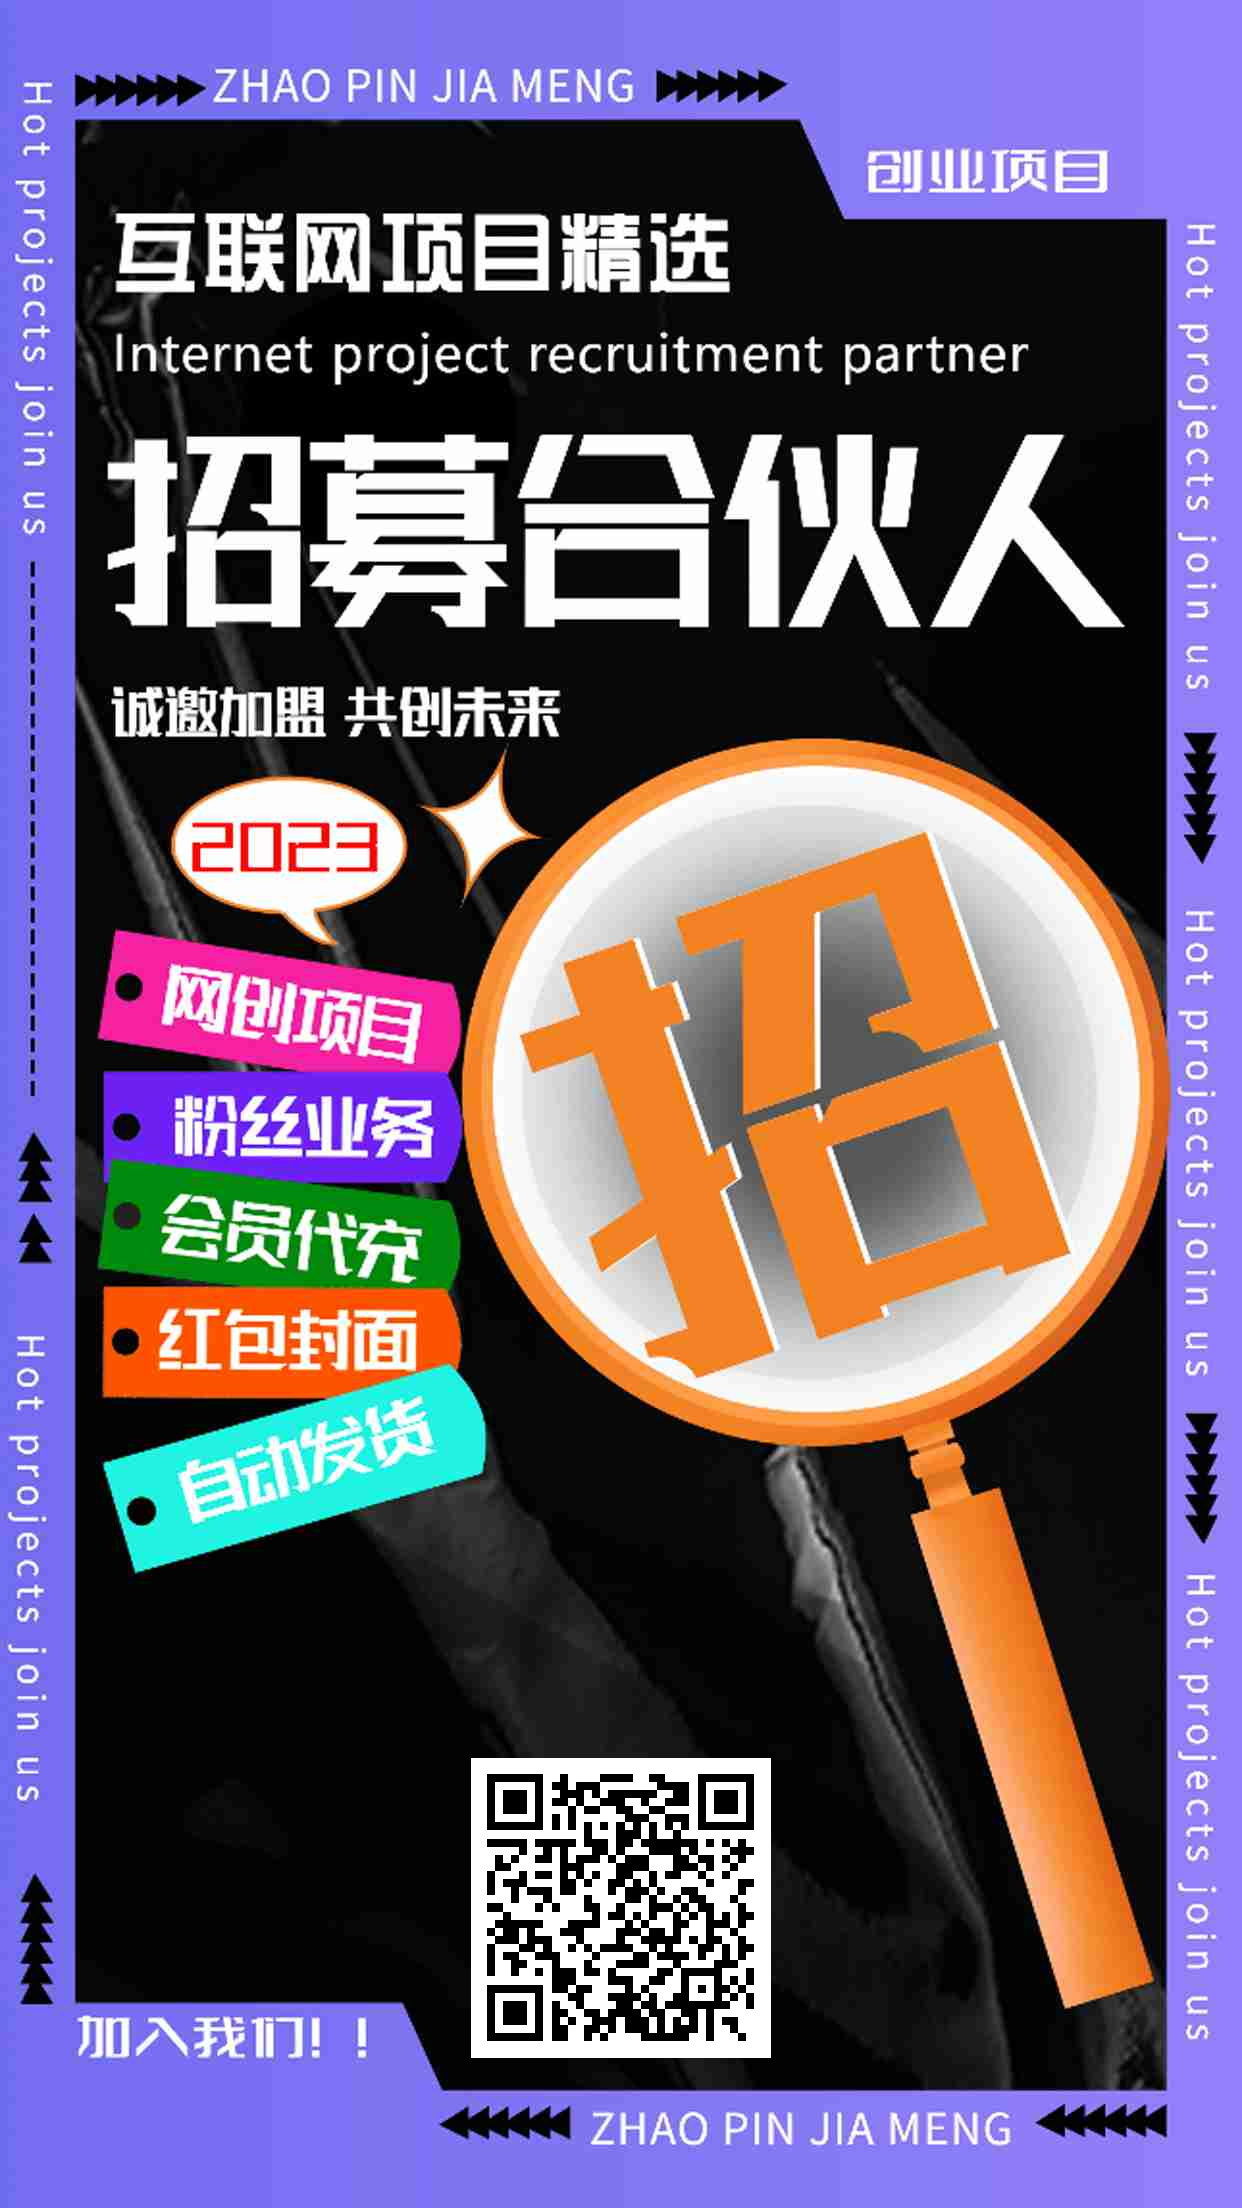 ZHAO PIN JIA MENG
创业项目
互联网项目精选
Internet project recruitment partner
招募合伙人
诚邀加盟 共创未来
2023
招
网创项目
粉丝业务
会员代充
红包封面
自动发货
加入我们！！
ZHAO PIN JIA MENG
Hot projects join us
Hot projects join us
Hot projects join us
Hot projects join us
Hot projects join us